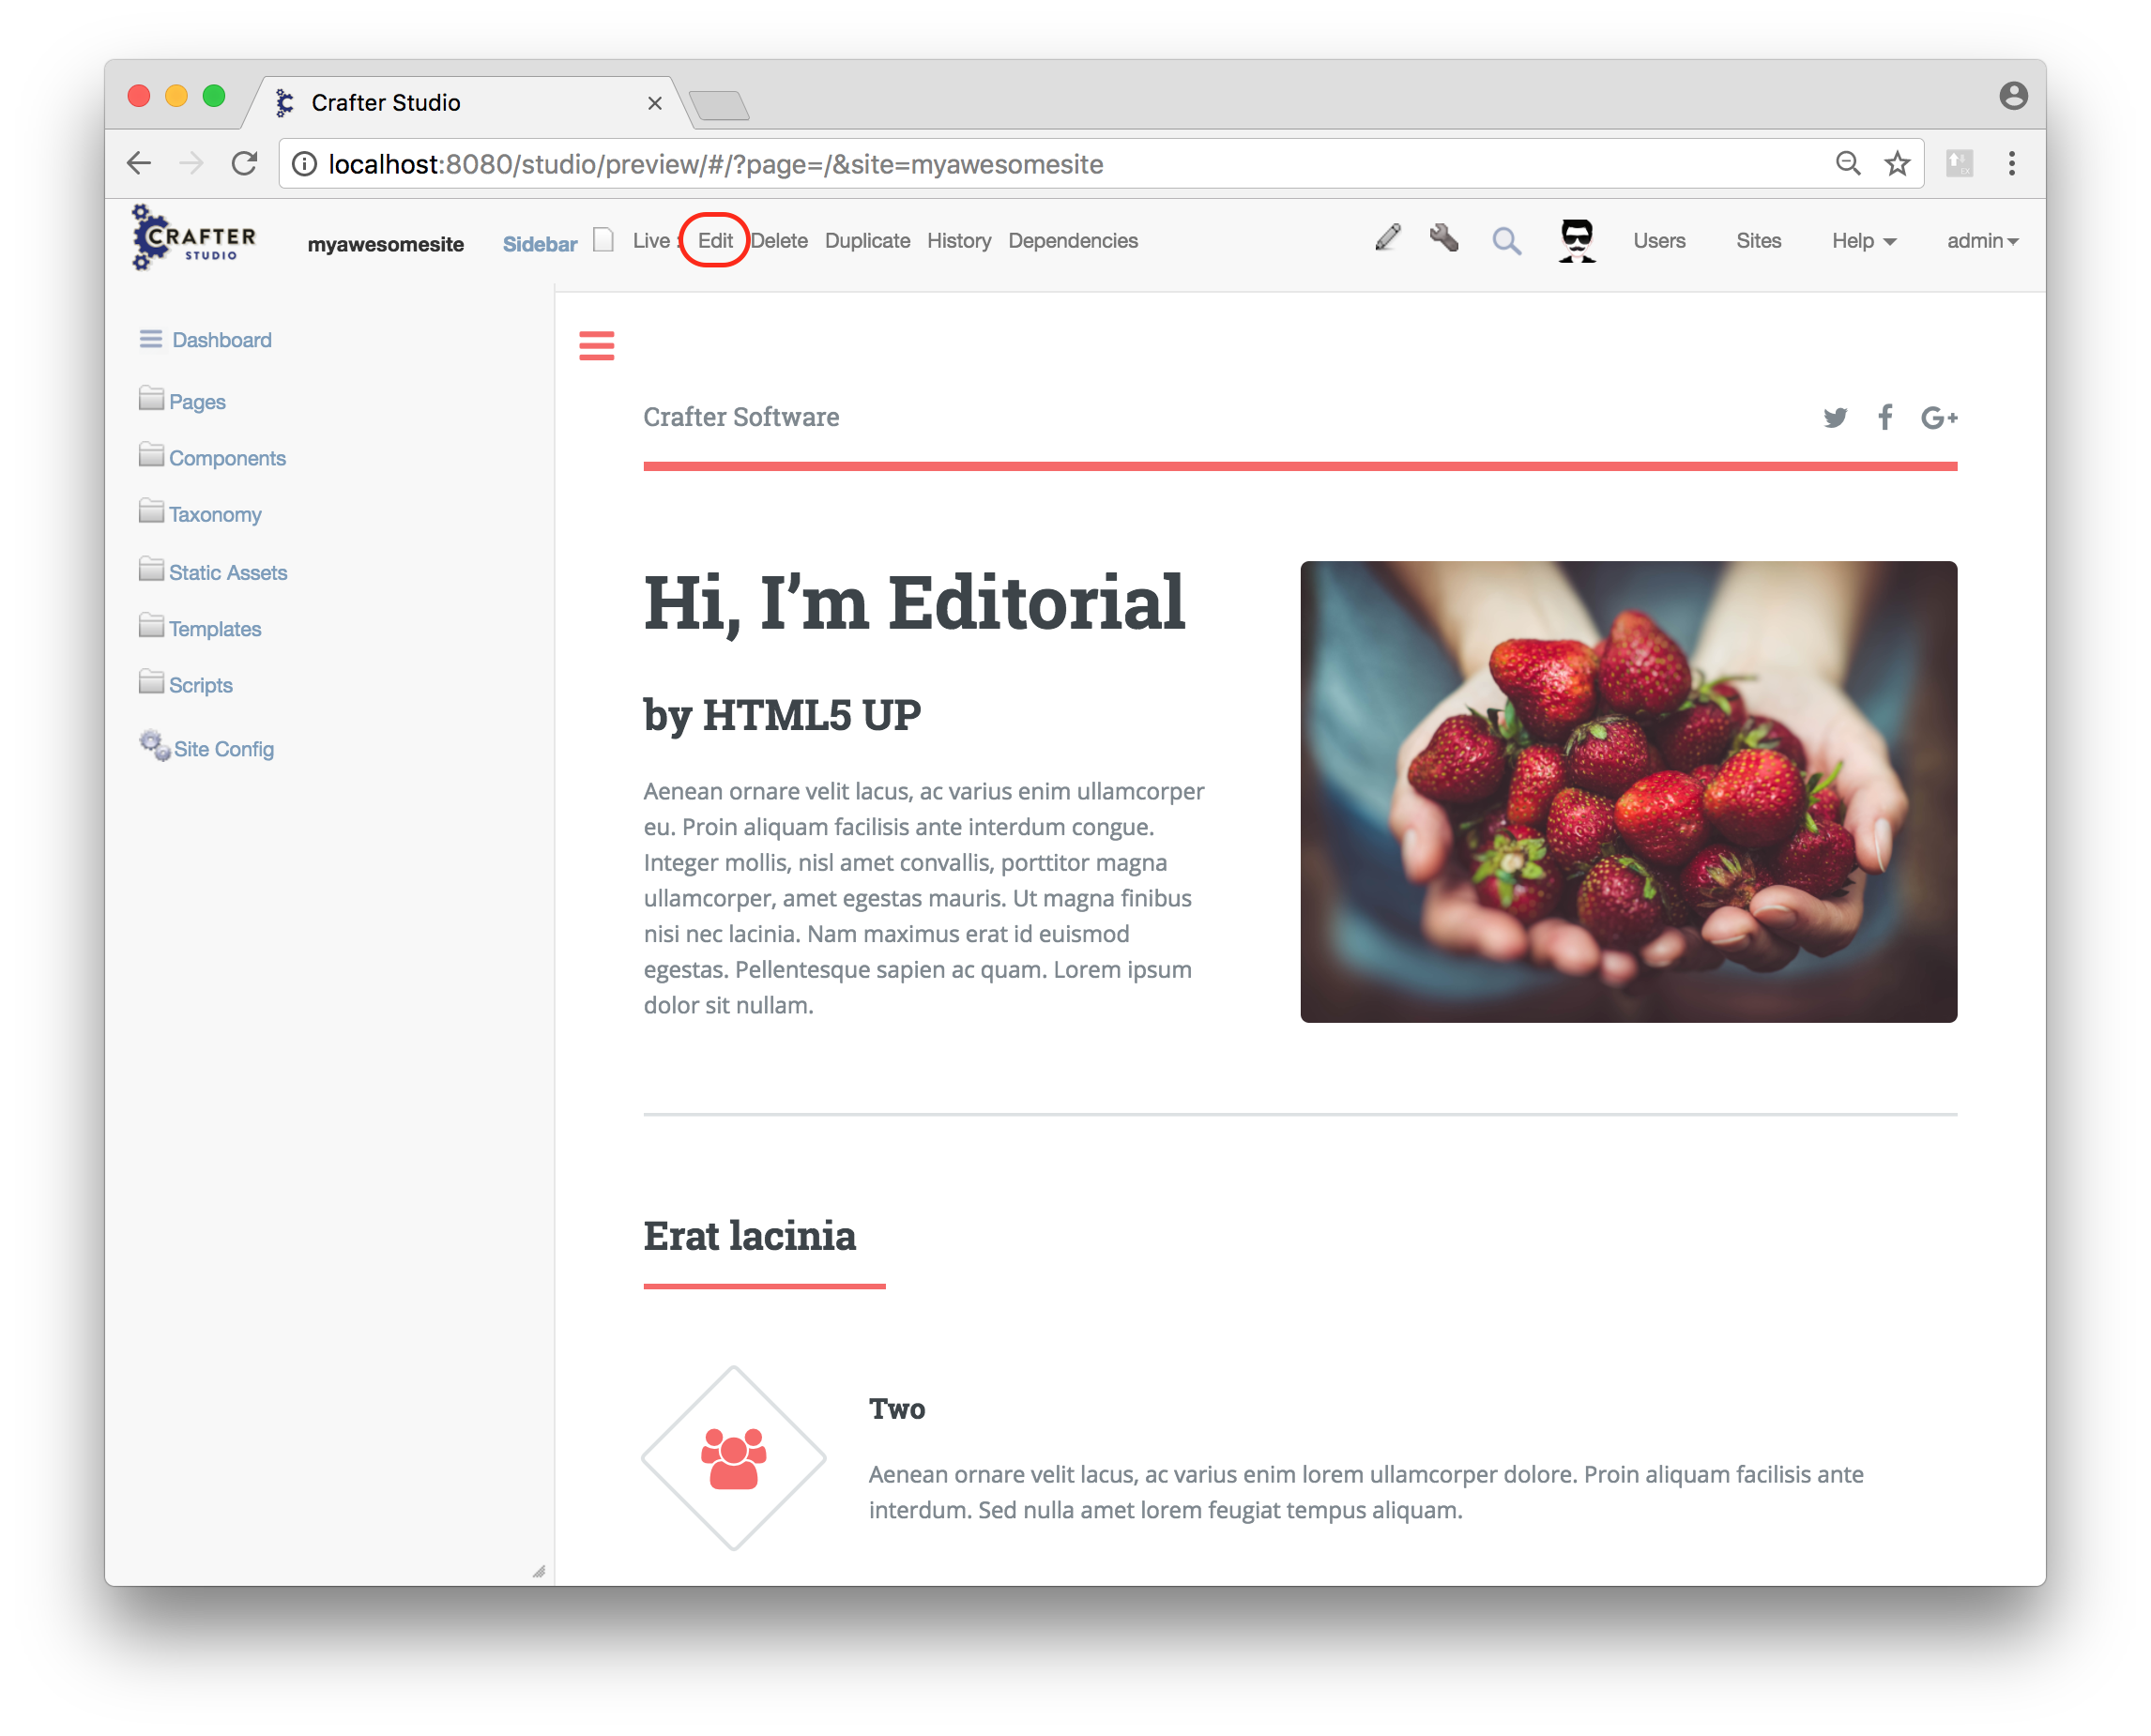 Crafter Studio
localhost:8080/studio/preview/#/?page=/&site=myawesomesite
CRAFTER
STUDIO
myawesomesite
Sidebar
Live :
Edit
Delete
Duplicate
History
Dependencies
Users
Sites
Help
admin
Dashboard
Pages
Components
Taxonomy
Static Assets
Templates
Scripts
Site Config
Crafter Software
G+
Hi, I’m Editorial
by HTML5 UP
Aenean ornare velit lacus, ac varius enim ullamcorper
eu. Proin aliquam facilisis ante interdum congue.
Integer mollis, nisl amet convallis, porttitor magna
ullamcorper, amet egestas mauris. Ut magna finibus
nisi nec lacinia. Nam maximus erat id euismod
egestas. Pellentesque sapien ac quam. Lorem ipsum
dolor sit nullam.
Erat lacinia
Two
Aenean ornare velit lacus, ac varius enim lorem ullamcorper dolore. Proin aliquam facilisis ante
interdum. Sed nulla amet lorem feugiat tempus aliquam.